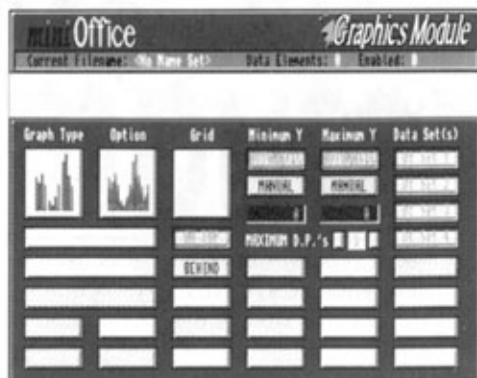 mini Office
Graphics Module
Current Filename: <No Name Set> Data Elements: 0 Enabled: 0
Graph Type Option Grid Minimum Y Maximum Y Data Set(s)
MANUAL MANUAL
MAXIMUM D.P.'s
BEHIND